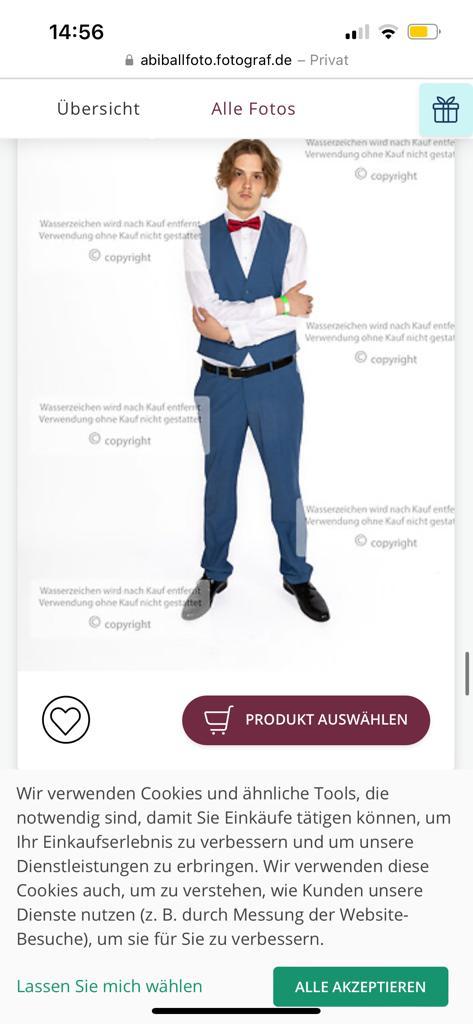 14:56
abiballfoto.fotograf.de – Privat
Übersicht
Alle Fotos
Wasserzeichen wird nach Kauf entfe
Verwendung ohne Kauf nicht gestat
© copyright
Wasserzeichen wird nach Kauf entfernt
Verwendung ohne Kauf nicht gestattet
© copyright
Wasserzeichen wird nach Kauf entfe
Verwendung ohne Kauf nicht gestat
© copyright
Wasserzeichen wird nach Kauf entfernt
Verwendung ohne Kauf nicht gestattet
© copyright
Wasserzeichen wird nach Kauf entfe
Verwendung ohne Kauf nicht gestat
© copyright
Wasserzeichen wird nach Kauf entfernt
Verwendung ohne Kauf nicht gestattet
© copyright
PRODUKT AUSWÄHLEN
Wir verwenden Cookies und ähnliche Tools, die
notwendig sind, damit Sie Einkäufe tätigen können, um
Ihr Einkaufserlebnis zu verbessern und um unsere
Dienstleistungen zu erbringen. Wir verwenden diese
Cookies auch, um zu verstehen, wie Kunden unsere
Dienste nutzen (z. B. durch Messung der Website-
Besuche), um sie für Sie zu verbessern.
Lassen Sie mich wählen
ALLE AKZEPTIEREN